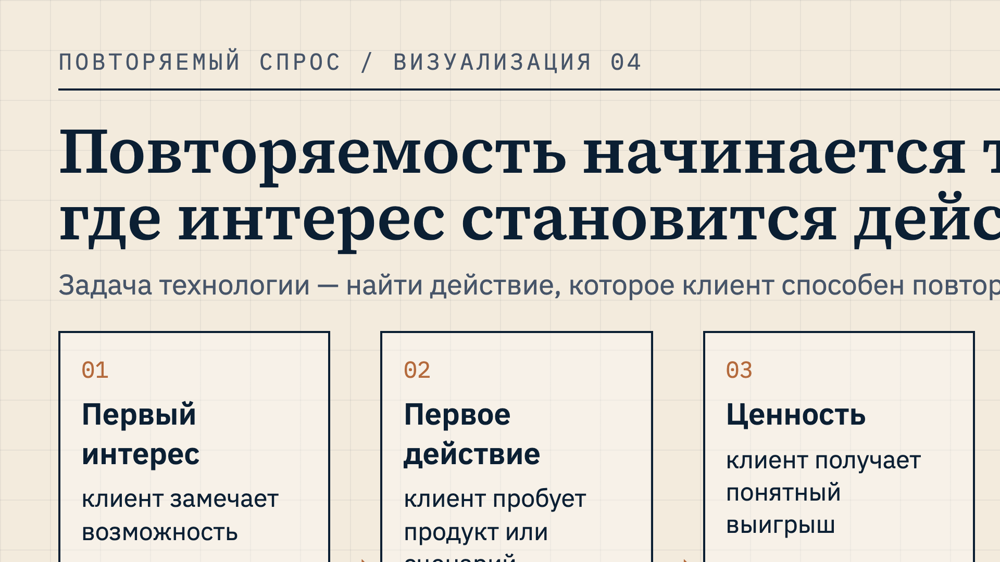 ПОВТОРЯЕМЫЙ СПРОС / ВИЗУАЛИЗАЦИЯ 04
Повторяемость начинается
где интерес становится
Задача технологии — найти действие, которое клиент способен
01
Первый
интерес
клиент замечает
возможность
02
Первое
действие
клиент пробует
продукт или
сценарий
03
Ценность
клиент получает
понятный
выигрыш